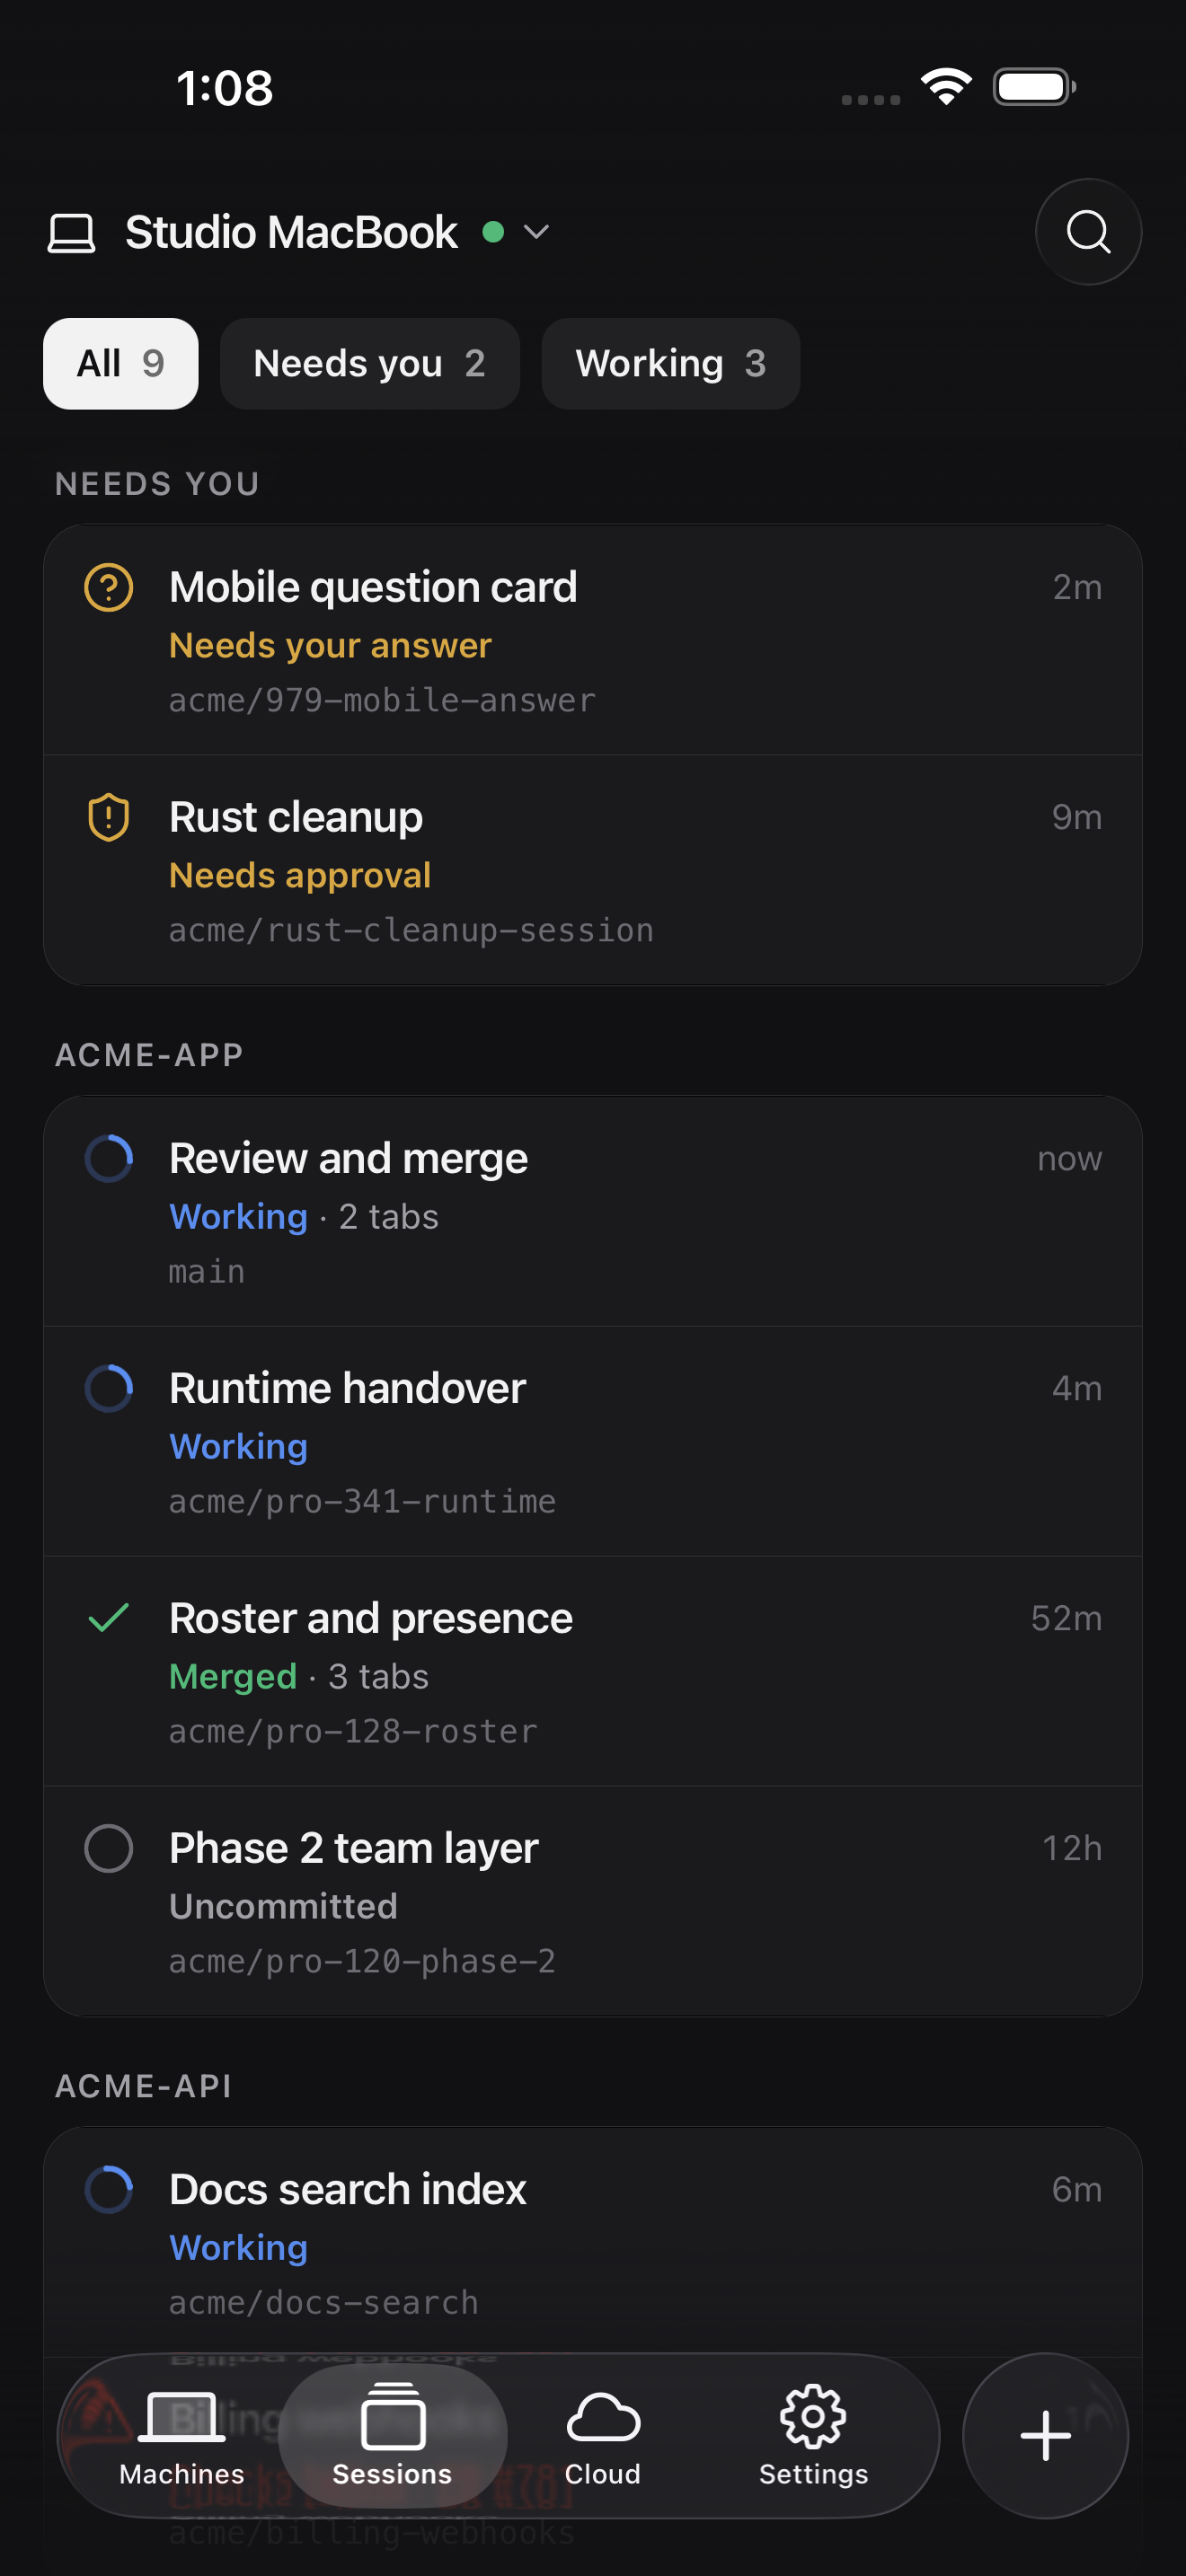 1:08
Studio MacBook
All 9
Needs you 2
Working 3
NEEDS YOU
Mobile question card
2m
Needs your answer
acme/979-mobile-answer
Rust cleanup
9m
Needs approval
acme/rust-cleanup-session
ACME-APP
Review and merge
now
Working · 2 tabs
main
Runtime handover
4m
Working
acme/pro-341-runtime
Roster and presence
52m
Merged · 3 tabs
acme/pro-128-roster
Phase 2 team layer
12h
Uncommitted
acme/pro-120-phase-2
ACME-API
Docs search index
6m
Working
acme/docs-search
Billing webhooks
Machines
Sessions
Cloud
Settings
acme/billing-webhooks